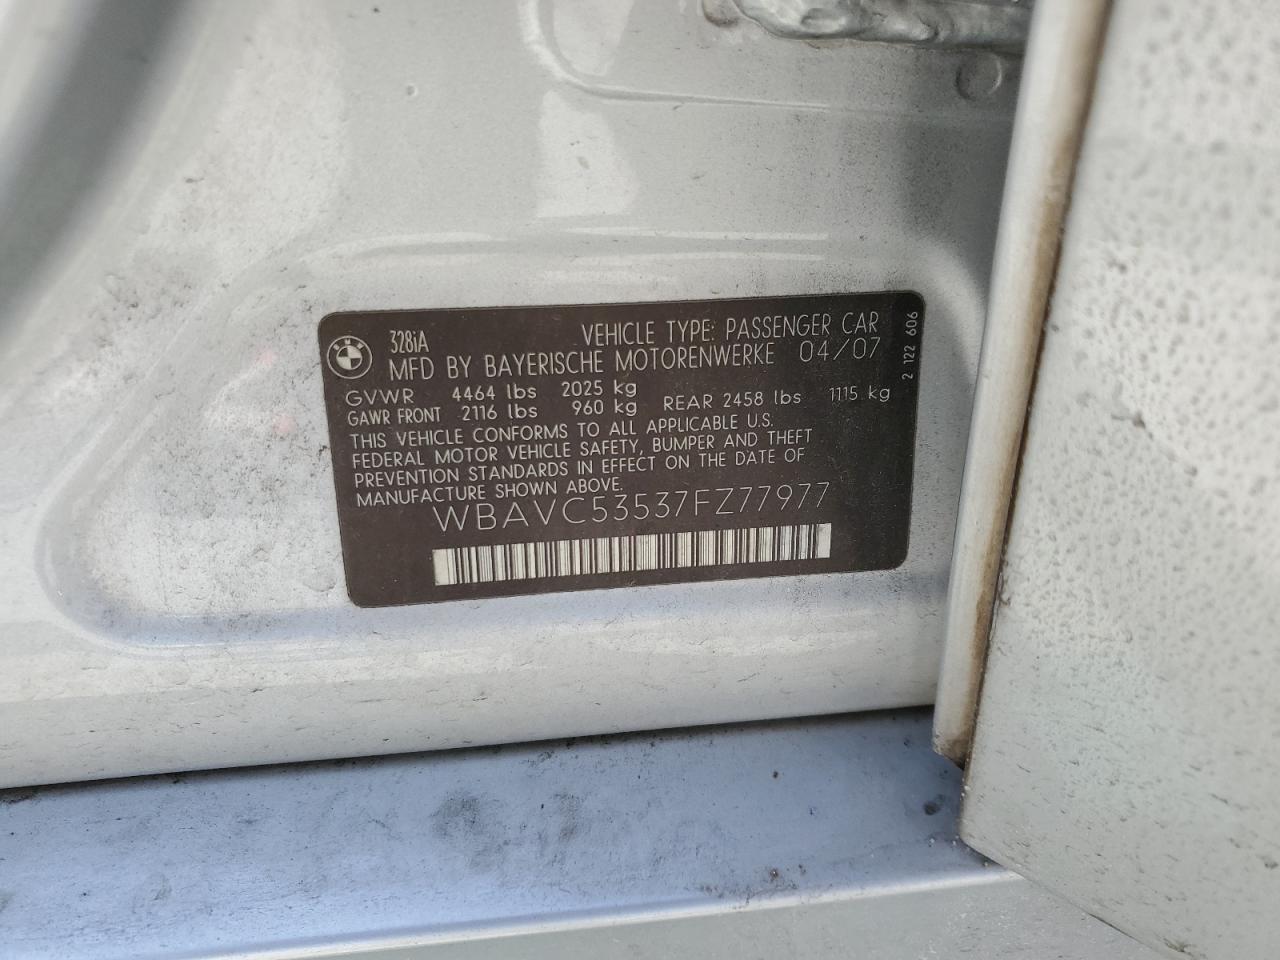 BMW
328iA
VEHICLE TYPE: PASSENGER CAR
MFD BY BAYERISCHE MOTORENWERKE 04/07
GVWR 4464 lbs 2025 kg
GAWR FRONT 2116 lbs 960 kg REAR 2458 lbs 1115 kg
THIS VEHICLE CONFORMS TO ALL APPLICABLE U.S.
FEDERAL MOTOR VEHICLE SAFETY, BUMPER AND THEFT
PREVENTION STANDARDS IN EFFECT ON THE DATE OF
MANUFACTURE SHOWN ABOVE.
WBAVC53537FZ77977
2 122 606